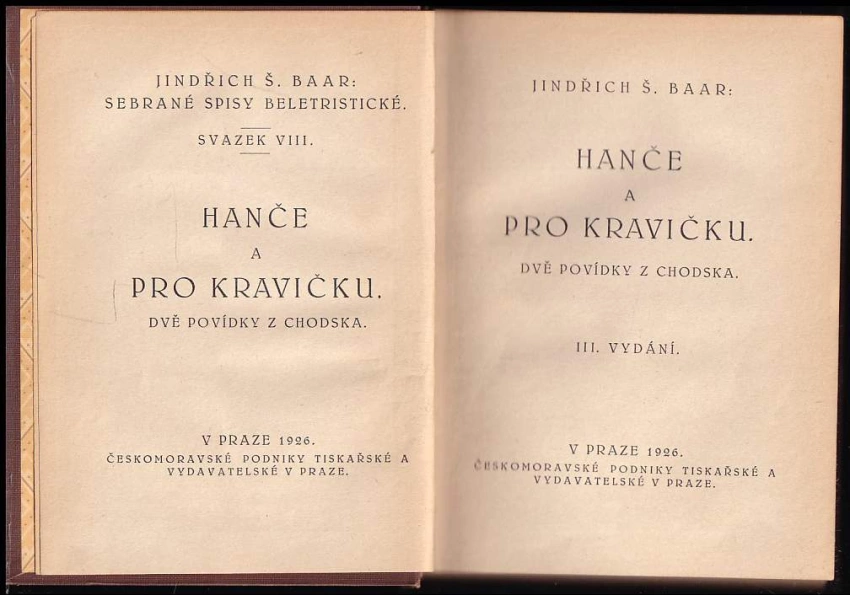 JINDŘICH Š. BAAR:
SEBRANÉ SPISY BELETRISTICKÉ.
SVAZEK VIII.
HANČE
A
PRO KRAVIČKU.
DVĚ POVÍDKY Z CHODSKA.
V PRAZE 1926.
ČESKOMORAVSKÉ PODNIKY TISKAŘSKÉ A
VYDAVATELSKÉ V PRAZE.
JINDŘICH Š. BAAR:
HANČE
A
PRO KRAVIČKU.
DVĚ POVÍDKY Z CHODSKA.
III. VYDÁNÍ.
V PRAZE 1926.
ČESKOMORAVSKÉ PODNIKY TISKAŘSKÉ A
VYDAVATELSKÉ V PRAZE.